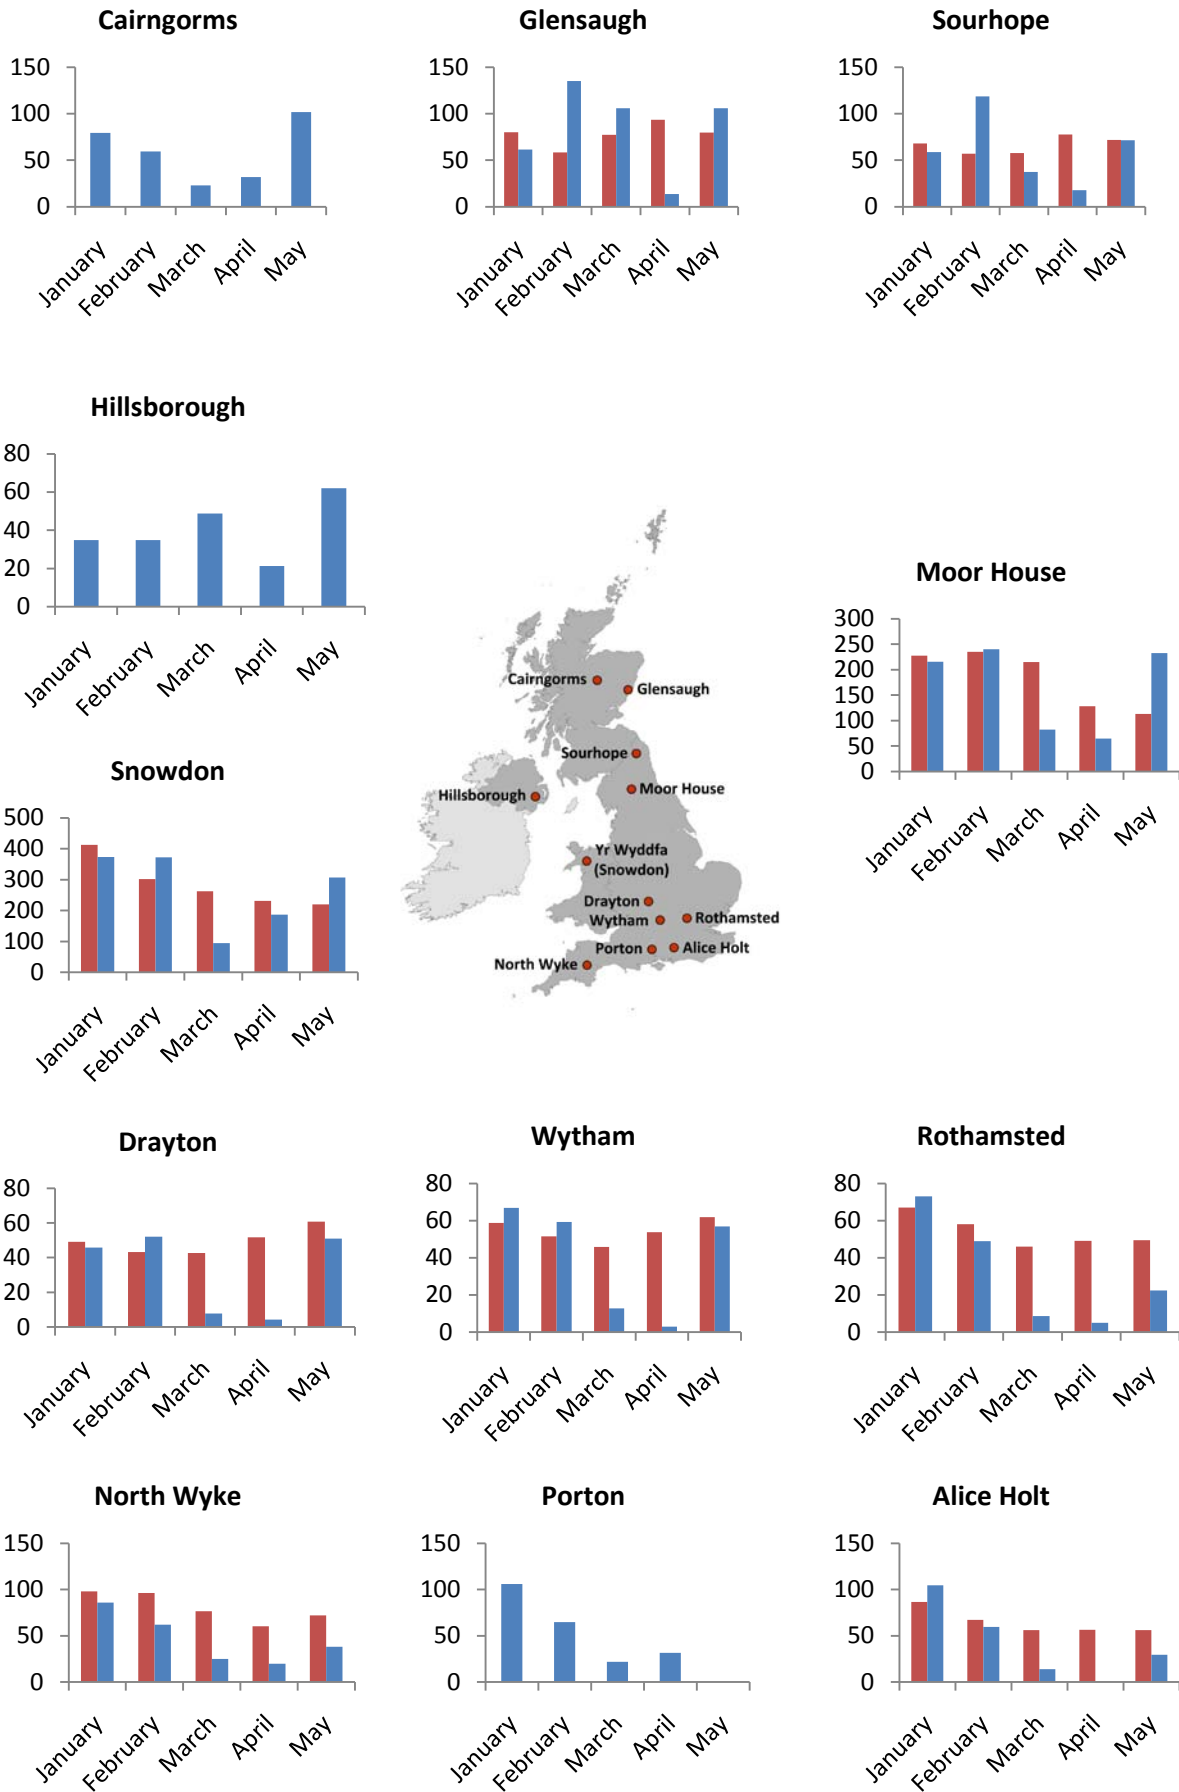 Cairngorms
150
100
50
0
January
February
March
April
May
Glensaugh
150
100
50
0
January
February
March
April
May
Sourhope
150
100
50
0
January
February
March
April
May
Hillsborough
80
60
40
20
0
January
February
March
April
May
Cairngorms
Glensaugh
Sourhope
Hillsborough
Moor House
Yr Wyddfa
(Snowdon)
Drayton
Wytham
Rothamsted
Porton
Alice Holt
North Wyke
Moor House
300
250
200
150
100
50
0
January
February
March
April
May
Snowdon
500
400
300
200
100
0
January
February
March
April
May
Drayton
80
60
40
20
0
January
February
March
April
May
Wytham
80
60
40
20
0
January
February
March
April
May
Rothamsted
80
60
40
20
0
January
February
March
April
May
North Wyke
150
100
50
0
January
February
March
April
May
Porton
150
100
50
0
January
February
March
April
May
Alice Holt
150
100
50
0
January
February
March
April
May